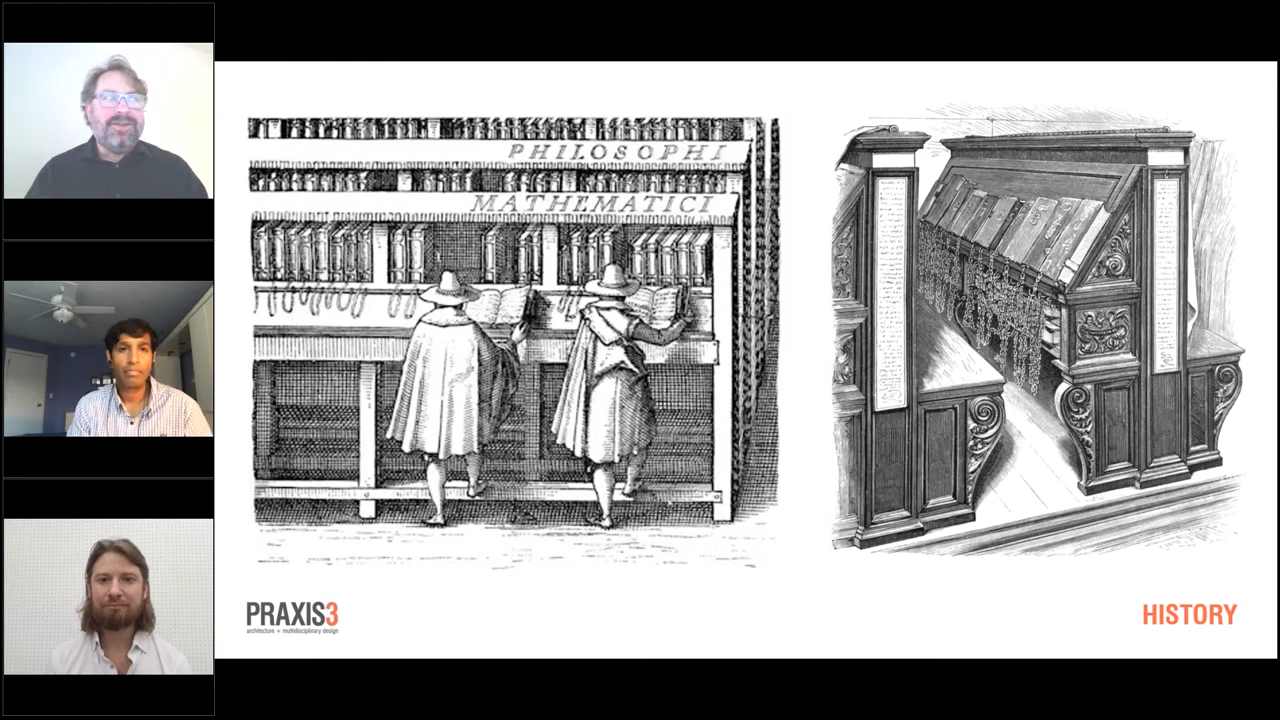 PHILOSOPHI
MATHEMATICI
PRAXIS3
architecture + multidisciplinary design
HISTORY